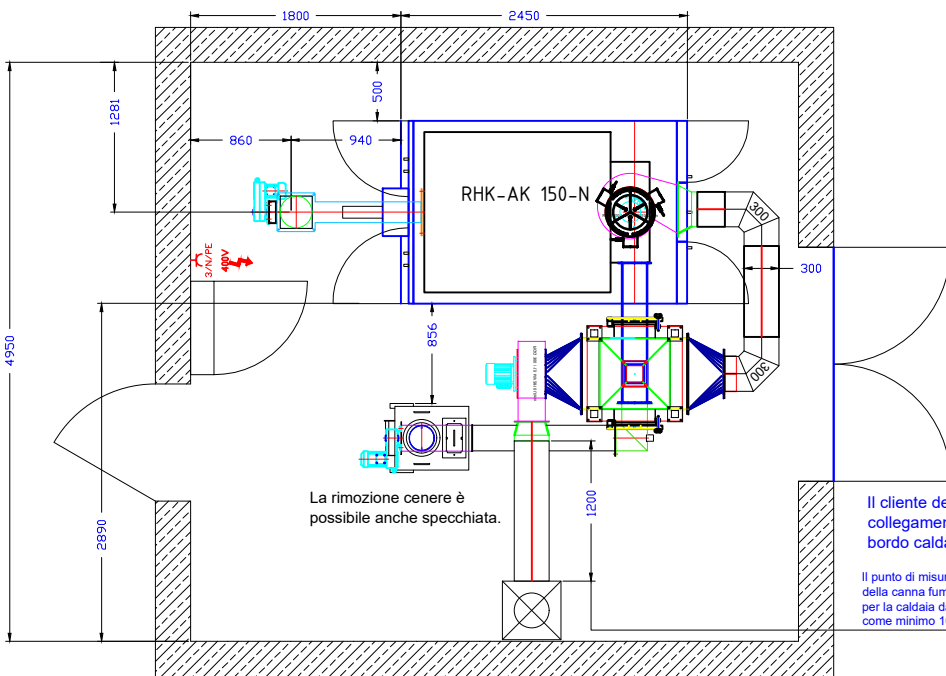 1800
2450
1281
500
860
940
RHK-AK 150-N
300
300
3/N/PE
400V
4950
856
300
La rimozione cenere è
possibile anche specchiata.
1200
2890
Il cliente de
collegamen
bordo calda
Il punto di misur
della canna fum
per la caldaia da
come minimo 10